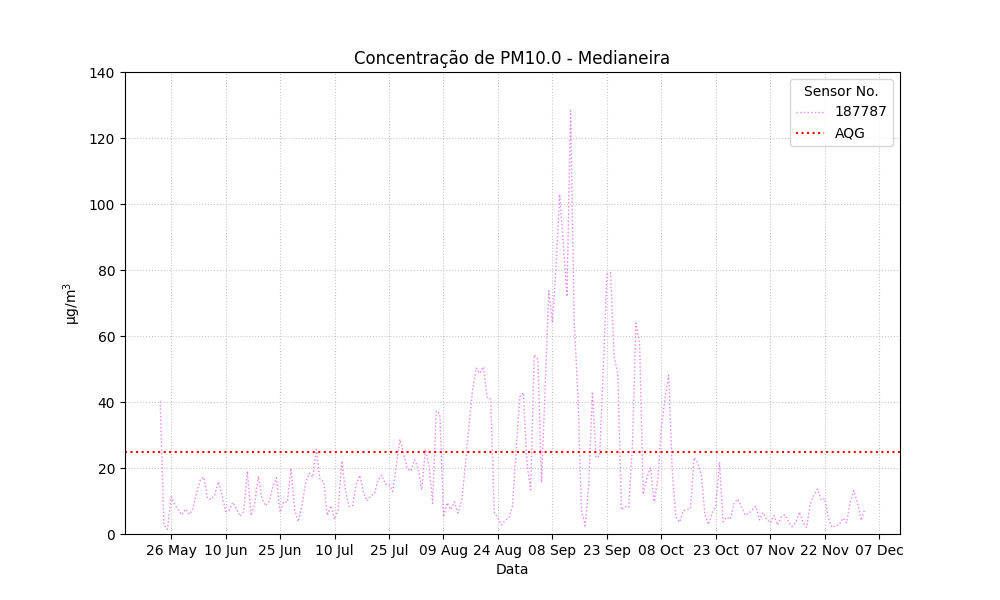 Concentração de PM10.0 - Medianeira
140
120
100
80
60
40
20
0
µg/m³
Sensor No.
187787
AQG
26 May 10 Jun 25 Jun 10 Jul 25 Jul 09 Aug 24 Aug 08 Sep 23 Sep 08 Oct 23 Oct 07 Nov 22 Nov 07 Dec
Data